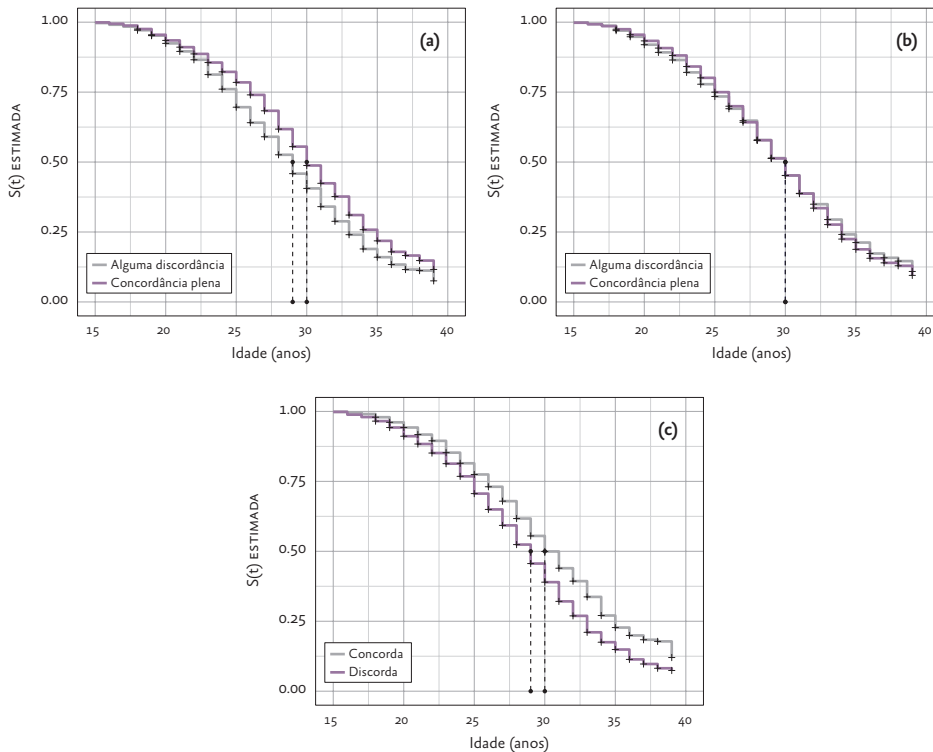 (a)
S(t) ESTIMADA
1.00
0.75
0.50
0.25
0.00
Alguma discordância
Concordância plena
15 20 25 30 35 40
Idade (anos)
(b)
S(t) ESTIMADA
1.00
0.75
0.50
0.25
0.00
Alguma discordância
Concordância plena
15 20 25 30 35 40
Idade (anos)
(c)
S(t) ESTIMADA
1.00
0.75
0.50
0.25
0.00
Concorda
Discorda
15 20 25 30 35 40
Idade (anos)